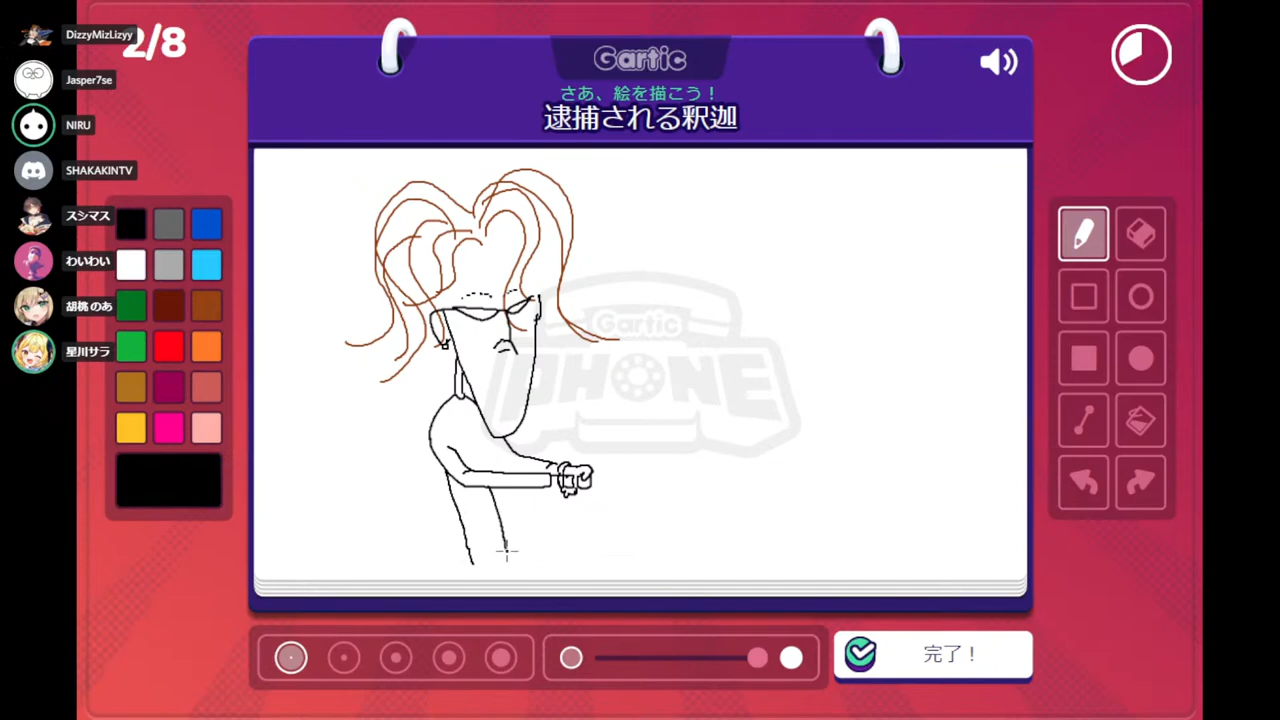 2/8
DizzyMizLizyy
Jasper7se
NIRU
SHAKAKINTV
スシマス
わいわい
胡桃のあ
星川サラ
Gartic
さあ、絵を描こう！
逮捕される釈迦
Gartic
PHONE
完了！